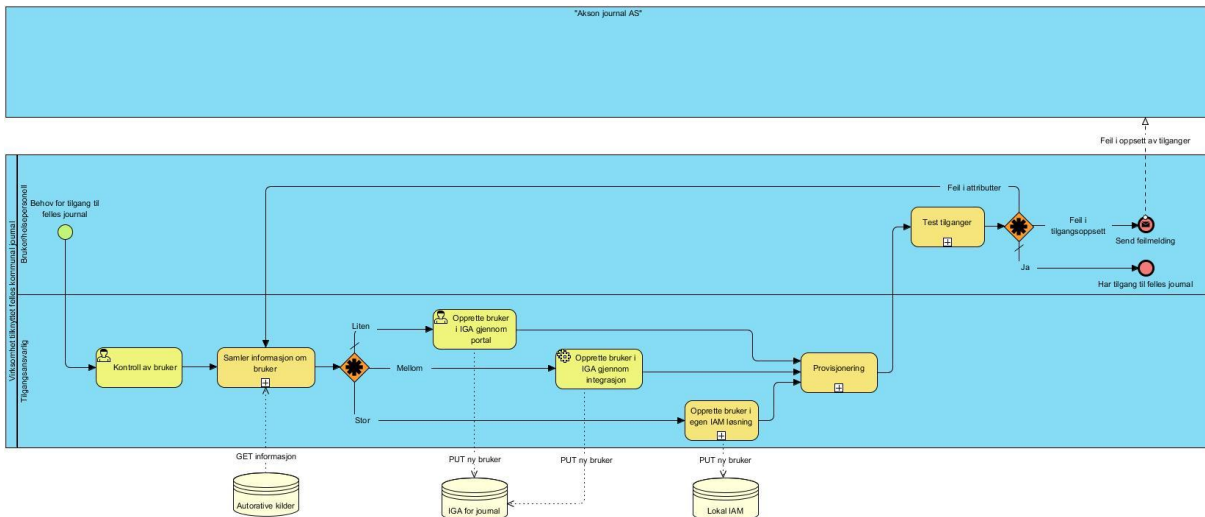 "Akson journal AS"
Feil i oppsett av tilganger
Virksomhet tilknyttet felles kommunal journal
Bruker/helsepersonell
Behov for tilgang til
felles journal
Feil i attributter
Test tilganger
Feil i
tilgangsoppsett
Send feilmelding
Ja
Har tilgang til felles journal
Tilgangsansvarlig
Kontroll av bruker
Samler informasjon om
bruker
Liten
Opprette bruker
i IGA gjennom
portal
Mellom
Opprette bruker i
IGA gjennom
integrasjon
Stor
Opprette bruker i
egen IAM løsning
Provisjonering
GET informasjon
PUT ny bruker
PUT ny bruker
PUT ny bruker
Autorative kilder
IGA for journal
Lokal IAM